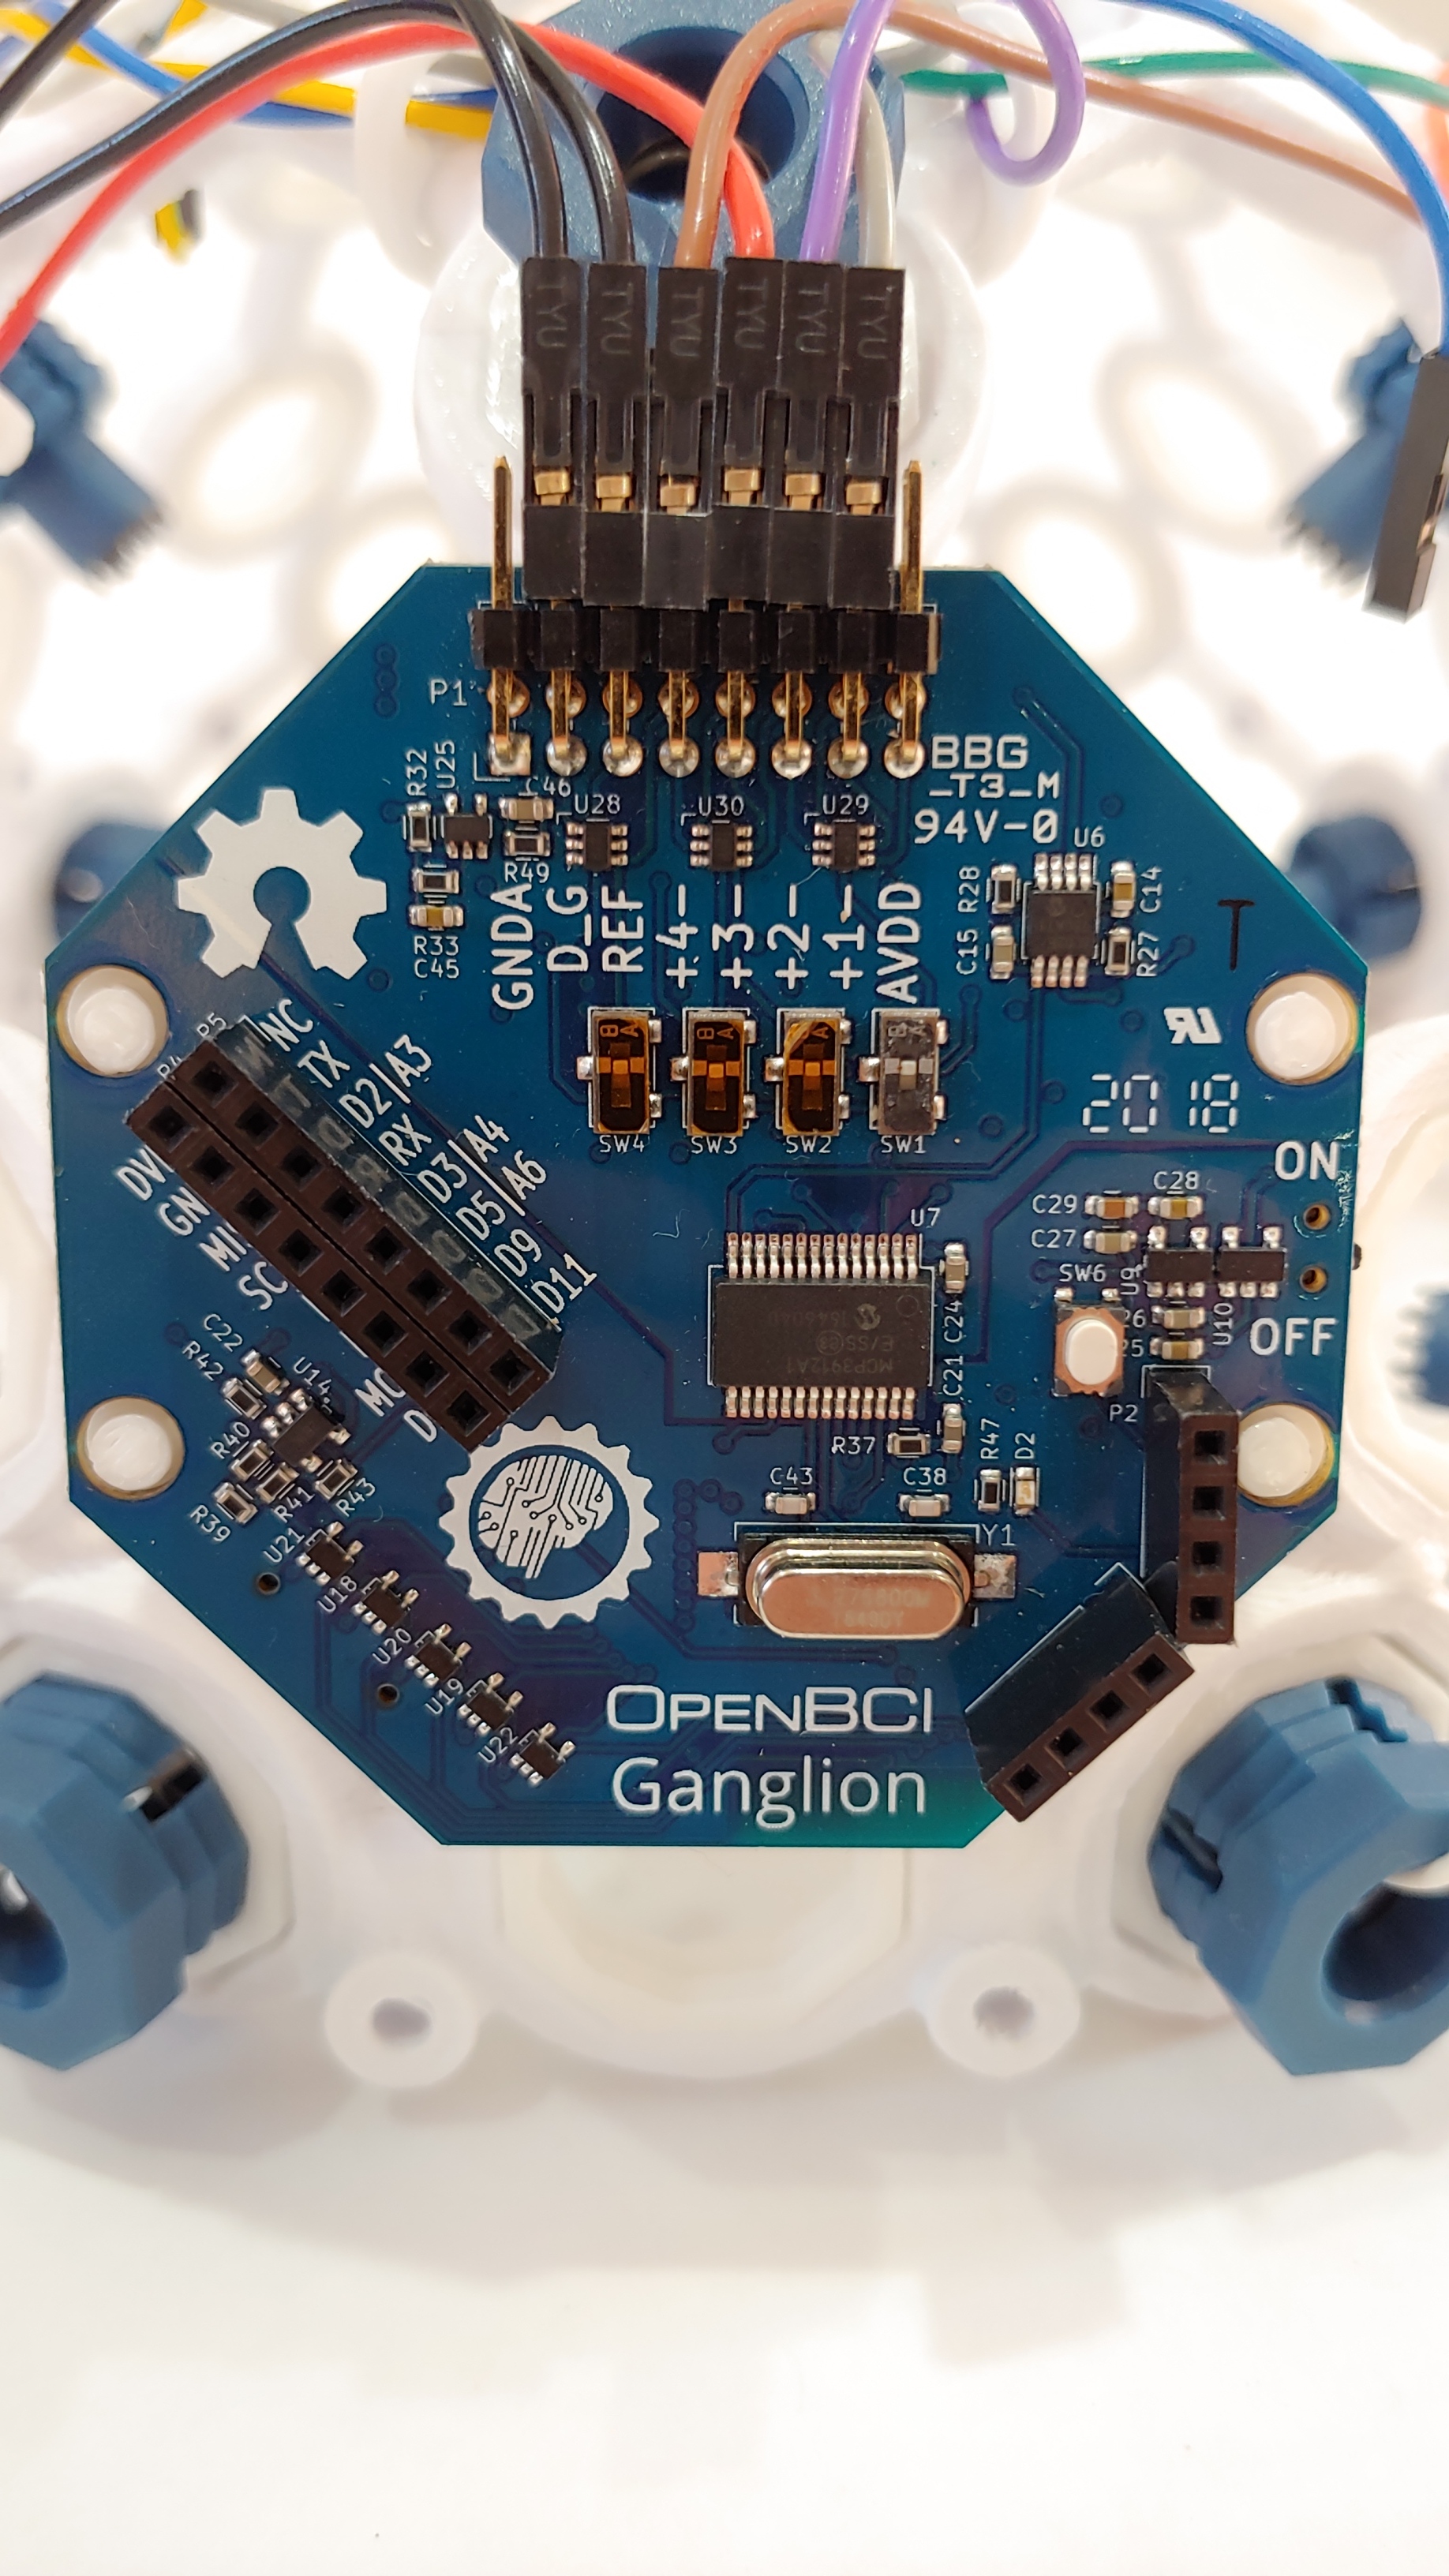 TYU TYU TYU TYU TYU TYU
P1
BBG
_T3_M
94V-0
R32 U25 C46 U28 U30 U29 U6
R49
R33
C45
R28 C14
C15 R27
GNDA D_G REF +4- +3- +2- +1- AVDD
T
P5
NC
TX
D2/A3
RX
D3/A4
D5/A6
D9
D11
B A B A
SW4 SW3 SW2 SW1
2018
ON
C28
C29
C27
SW6 U9
U10
OFF
U7
C24
C21
MCP3912A1
E/SS
P2
C22
R42 U14
R40
R41 R43
R39
R37
R47 D2
C43 C38
Y1
U21
U18
U20
U19
U22
OPENBCI
Ganglion